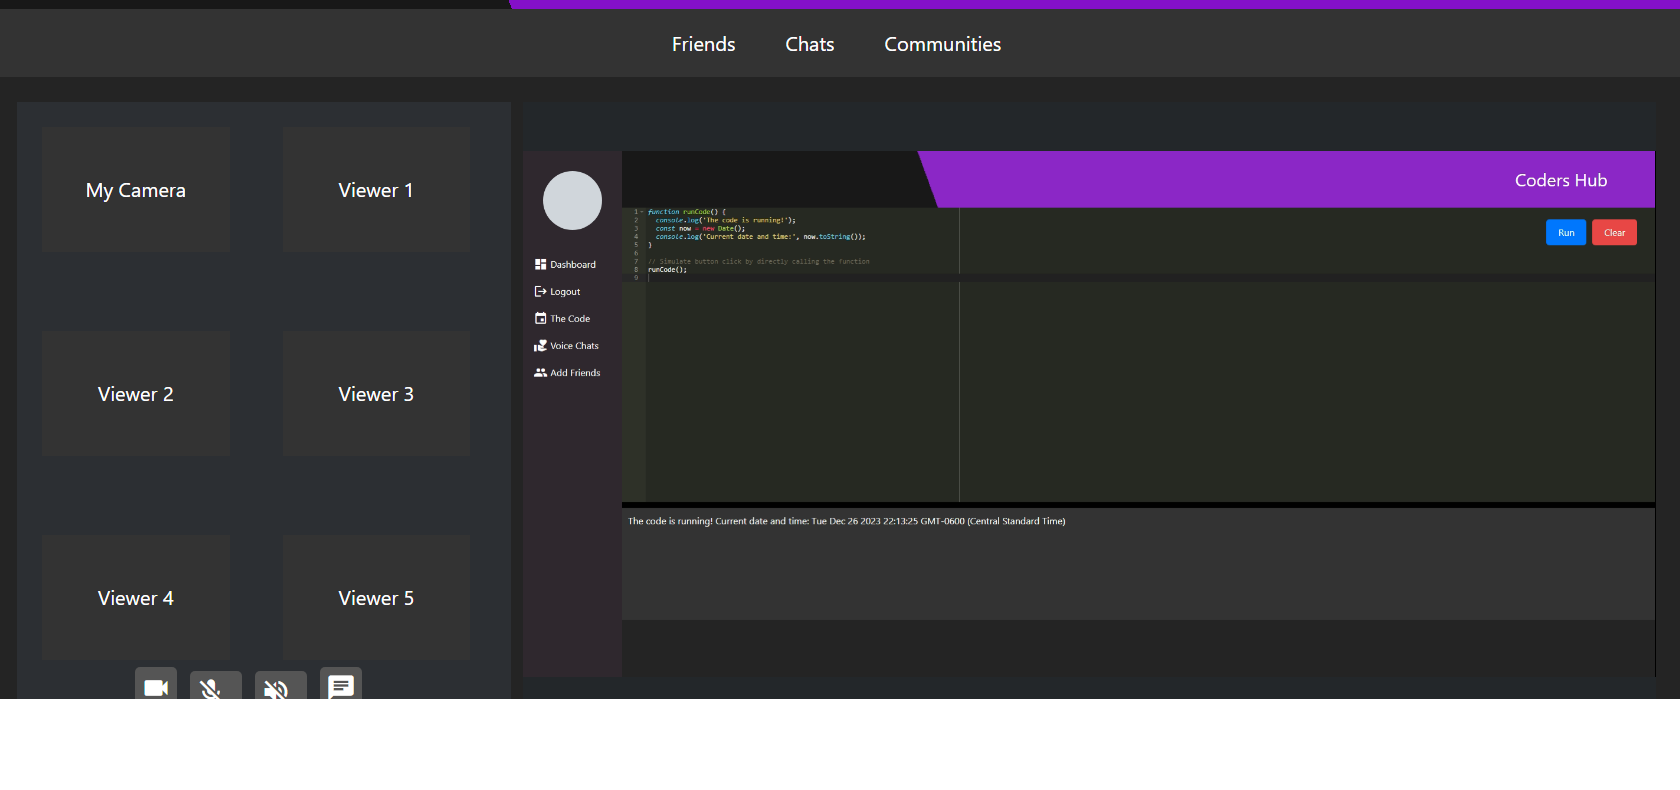 Friends Chats Communities
My Camera Viewer 1
Viewer 2 Viewer 3
Viewer 4 Viewer 5
Coders Hub
Dashboard
Logout
The Code
Voice Chats
Add Friends
Run Clear
1 function runCode() {
2 console.log('The code is running!');
3 const now = new Date();
4 console.log('Current date and time:', now.toString());
5 }
6
7 // Simulate button click by directly calling the function
8 runCode();
9
The code is running! Current date and time: Tue Dec 26 2023 22:13:25 GMT-0600 (Central Standard Time)